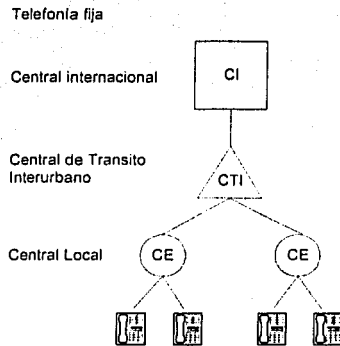 Telefonía fija
Central internacional
CI
Central de Transito
Interurbano
CTI
Central Local
CE
CE